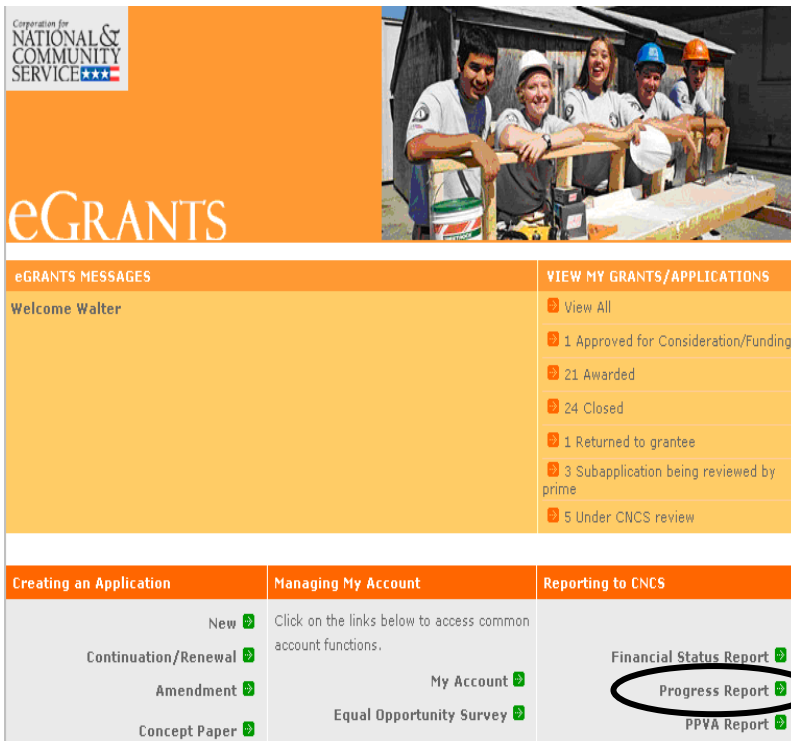 Corporation for
NATIONAL &
COMMUNITY
SERVICE
eGRANTS
eGRANTS MESSAGES
Welcome Walter
VIEW MY GRANTS/APPLICATIONS
View All
1 Approved for Consideration/Funding
21 Awarded
24 Closed
1 Returned to grantee
3 Subapplication being reviewed by
prime
5 Under CNCS review
Creating an Application
New
Continuation/Renewal
Amendment
Concept Paper
Managing My Account
Click on the links below to access common
account functions.
My Account
Equal Opportunity Survey
Reporting to CNCS
Financial Status Report
Progress Report
PPVA Report